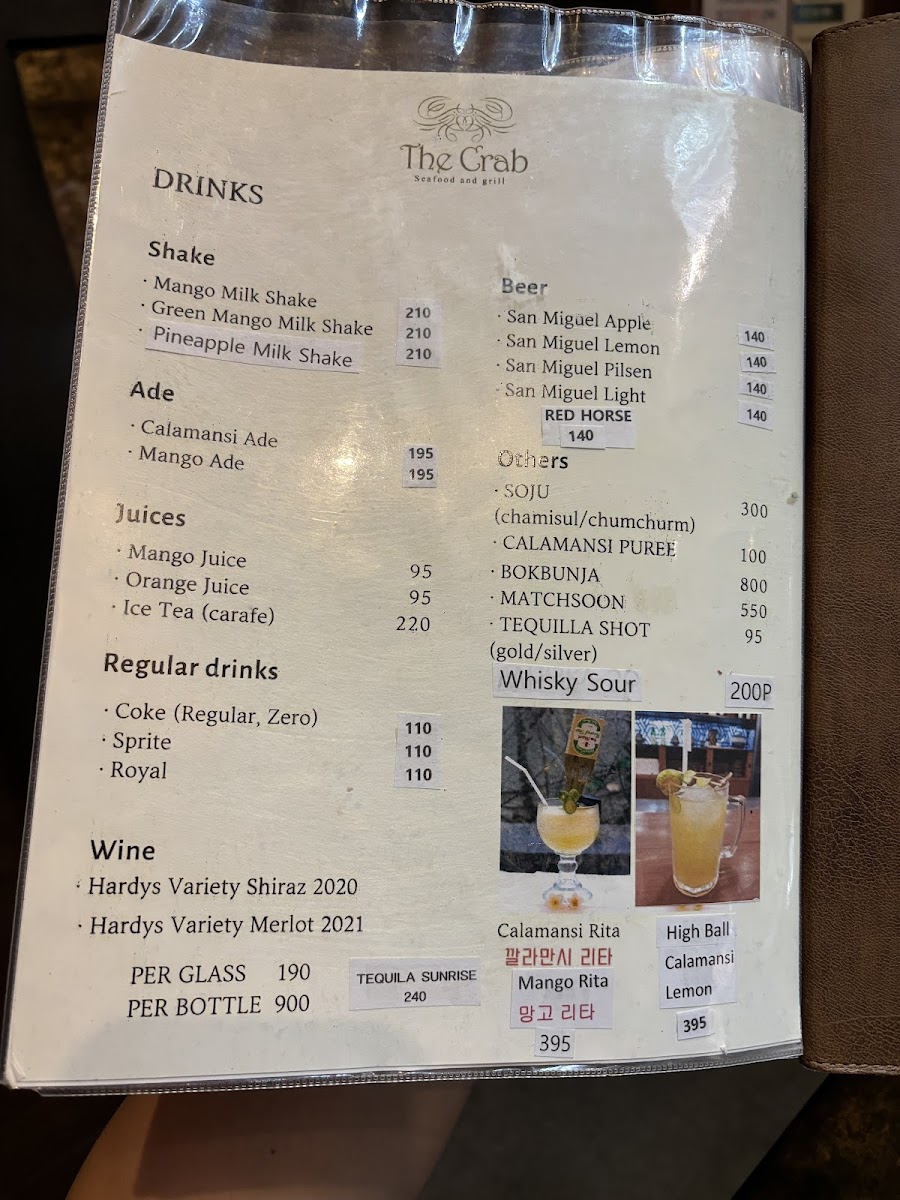 The Crab
Seafood and grill
DRINKS
Shake
· Mango Milk Shake 210
· Green Mango Milk Shake 210
· Pineapple Milk Shake 210
Ade
· Calamansi Ade 195
· Mango Ade 195
Juices
· Mango Juice 95
· Orange Juice 95
· Ice Tea (carafe) 220
Regular drinks
· Coke (Regular, Zero) 110
· Sprite 110
· Royal 110
Wine
· Hardys Variety Shiraz 2020
· Hardys Variety Merlot 2021
PER GLASS 190
PER BOTTLE 900
TEQUILA SUNRISE
240
Beer
· San Miguel Apple 140
· San Miguel Lemon 140
· San Miguel Pilsen 140
· San Miguel Light 140
RED HORSE
140
Others
· SOJU 300
(chamisul/chumchurm)
· CALAMANSI PUREE 100
· BOKBUNJA 800
· MATCHSOON 550
· TEQUILLA SHOT 95
(gold/silver)
Whisky Sour 200P
Calamansi Rita
깔라만시 리타
Mango Rita
망고 리타
395
High Ball
Calamansi
Lemon
395